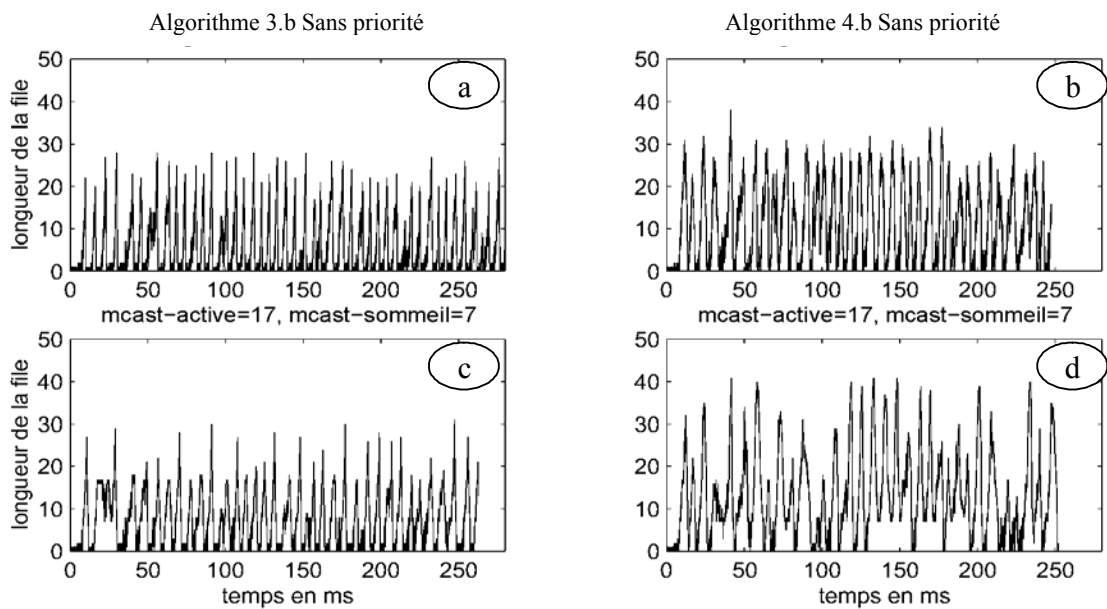 Algorithme 3.b Sans priorité
Algorithme 4.b Sans priorité
a
longueur de la file
50
40
30
20
10
0
0 50 100 150 200 250
mcast-active=17, mcast-sommeil=7
b
50
40
30
20
10
0
0 50 100 150 200 250
mcast-active=17, mcast-sommeil=7
c
longueur de la file
50
40
30
20
10
0
0 50 100 150 200 250
temps en ms
d
50
40
30
20
10
0
0 50 100 150 200 250
temps en ms